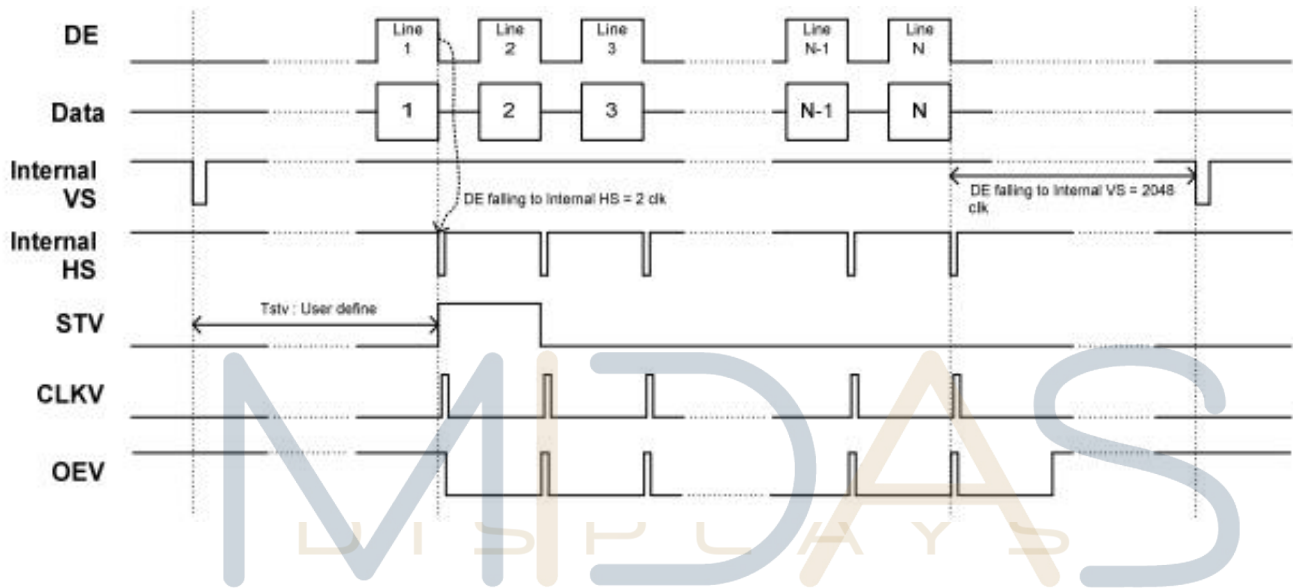 DE
Line
1
Line
2
Line
3
Line
N-1
Line
N
Data
1
2
3
N-1
N
Internal
VS
DE falling to Internal HS = 2 clk
DE falling to Internal VS = 2048
clk
Internal
HS
Tstv : User define
STV
CLKV
OEV
MIDAS
DISPLAYS